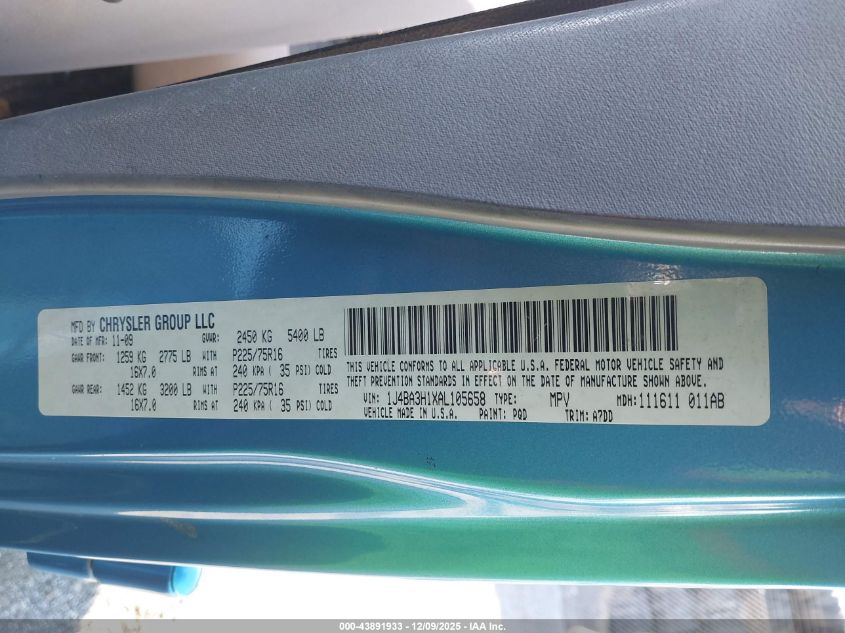 MFD BY CHRYSLER GROUP LLC
DATE OF MFR: 11-09 GVWR: 2450 KG 5400 LB
GAWR FRONT: 1259 KG 2775 LB WITH P225/75R16 TIRES
16X7.0 RIMS AT 240 KPA ( 35 PSI) COLD
GAWR REAR: 1452 KG 3200 LB WITH P225/75R16 TIRES
16X7.0 RIMS AT 240 KPA ( 35 PSI) COLD
THIS VEHICLE CONFORMS TO ALL APPLICABLE U.S.A. FEDERAL MOTOR VEHICLE SAFETY AND
THEFT PREVENTION STANDARDS IN EFFECT ON THE DATE OF MANUFACTURE SHOWN ABOVE.
VIN: 1J4BA3H1XAL105658 TYPE: MPV MDH: 111611 011AB
VEHICLE MADE IN U.S.A. PAINT: PQD TRIM: A7DD
000-43891933 - 12/09/2025 - IAA Inc.